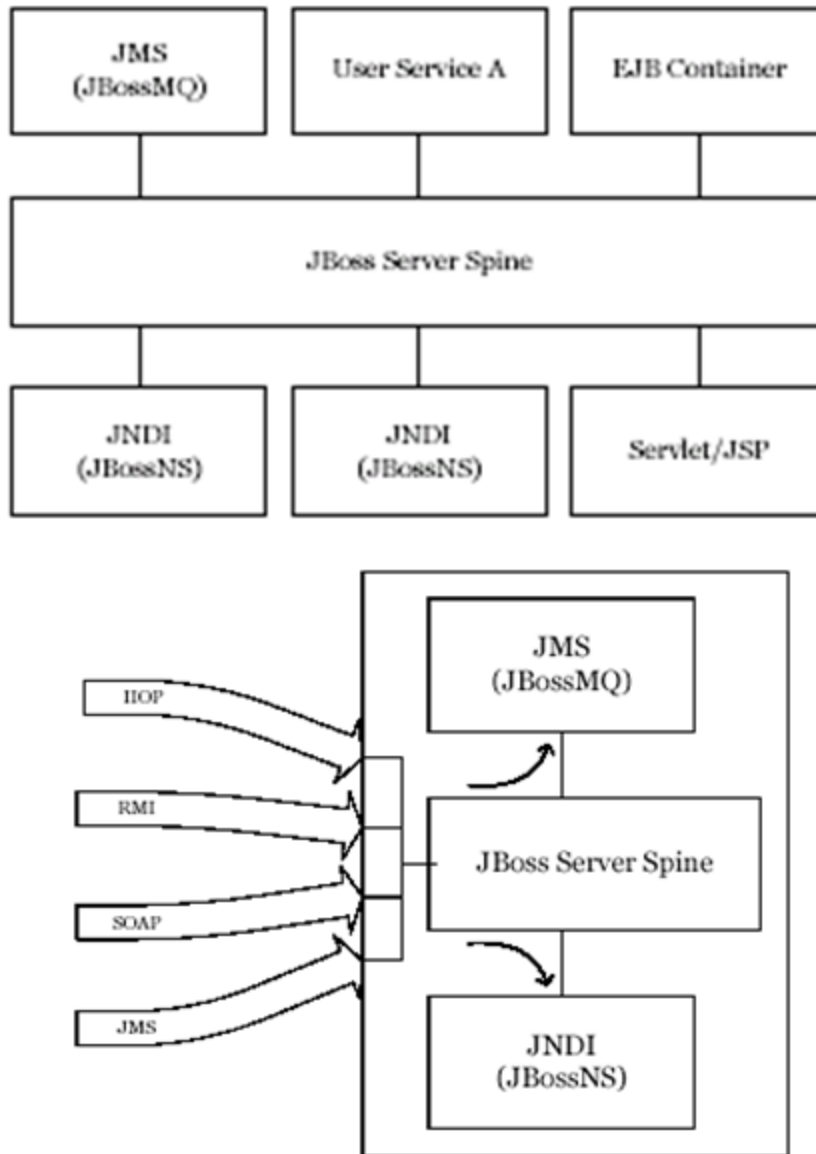 JMS
(JBossMQ)
User Service A
EJB Container
JBoss Server Spine
JNDI
(JBossNS)
JNDI
(JBossNS)
Servlet/JSP
IIOP
RMI
SOAP
JMS
JMS
(JBossMQ)
JBoss Server Spine
JNDI
(JBossNS)